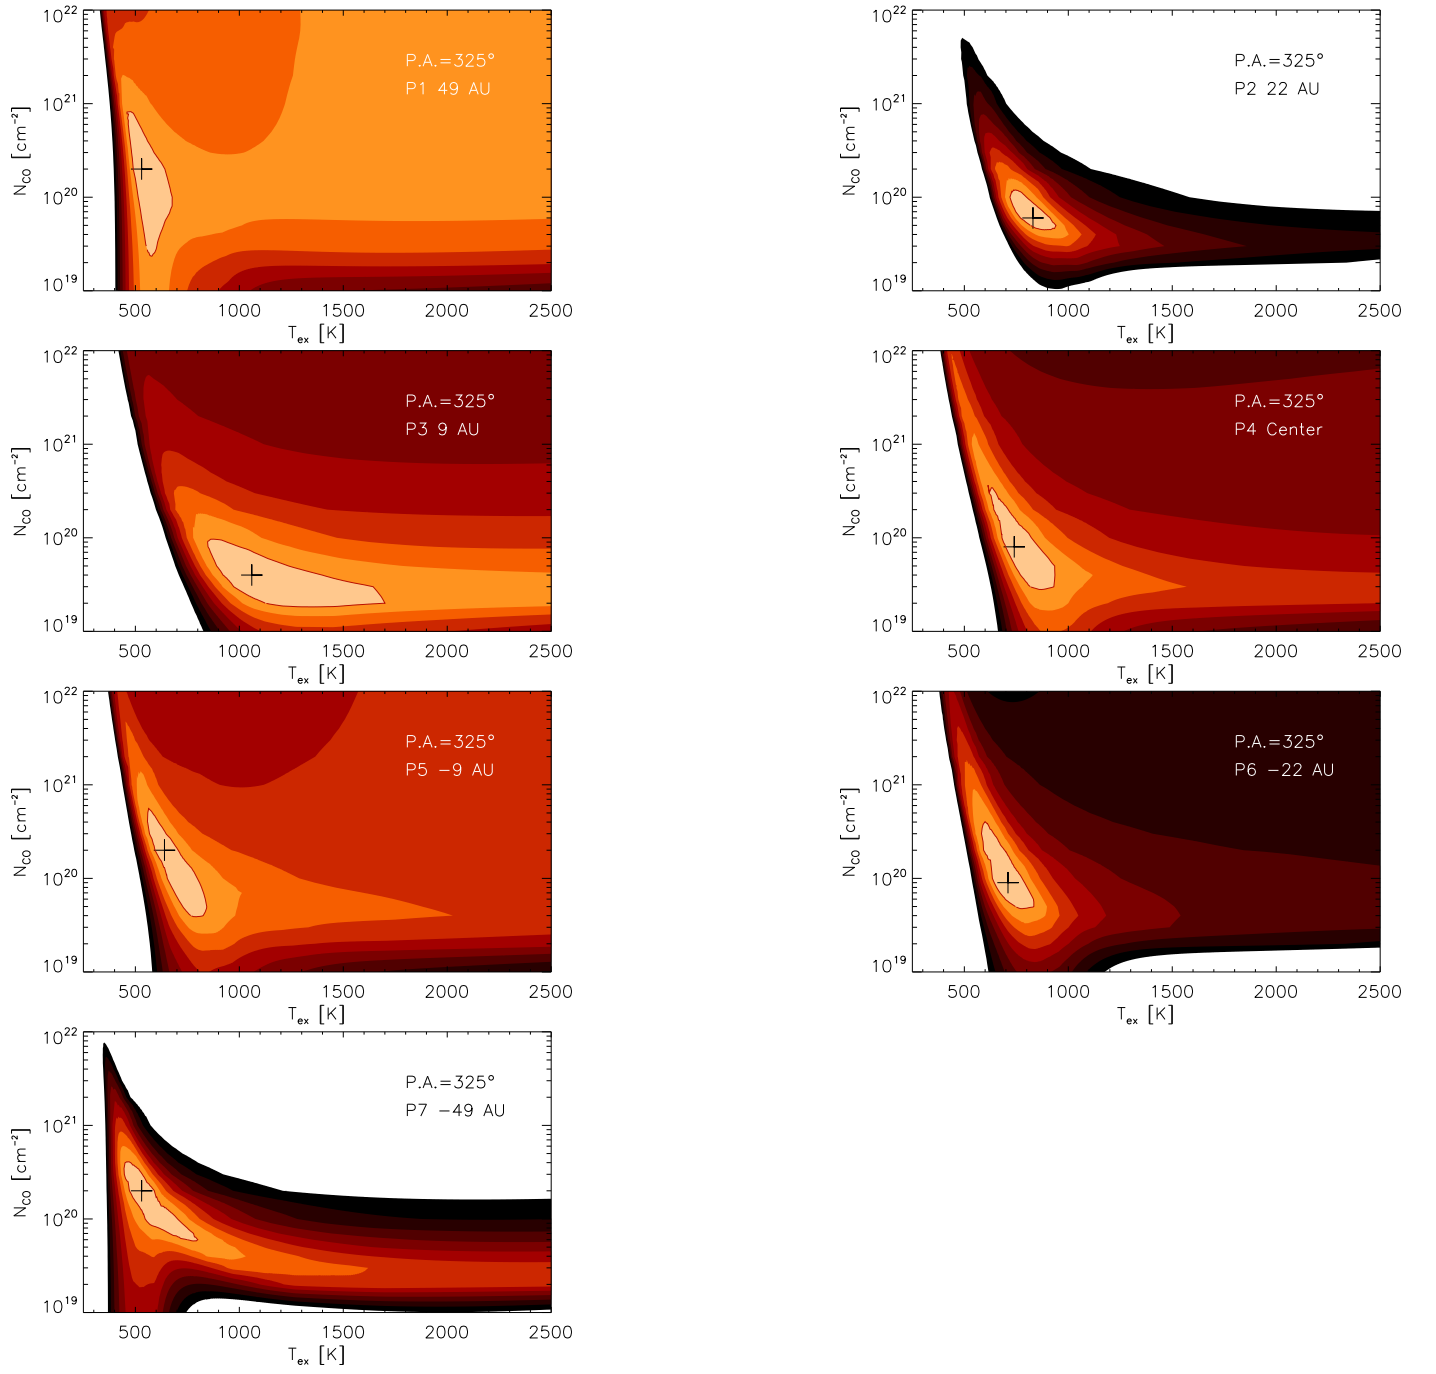 10²² 10²¹ 10²⁰ 10¹⁹
N_CO [cm⁻²]
P.A.=325°
P1 49 AU
500 1000 1500 2000 2500
T_ex [K]
10²² 10²¹ 10²⁰ 10¹⁹
N_CO [cm⁻²]
P.A.=325°
P2 22 AU
500 1000 1500 2000 2500
T_ex [K]
10²² 10²¹ 10²⁰ 10¹⁹
N_CO [cm⁻²]
P.A.=325°
P3 9 AU
500 1000 1500 2000 2500
T_ex [K]
10²² 10²¹ 10²⁰ 10¹⁹
N_CO [cm⁻²]
P.A.=325°
P4 Center
500 1000 1500 2000 2500
T_ex [K]
10²² 10²¹ 10²⁰ 10¹⁹
N_CO [cm⁻²]
P.A.=325°
P5 −9 AU
500 1000 1500 2000 2500
T_ex [K]
10²² 10²¹ 10²⁰ 10¹⁹
N_CO [cm⁻²]
P.A.=325°
P6 −22 AU
500 1000 1500 2000 2500
T_ex [K]
10²² 10²¹ 10²⁰ 10¹⁹
N_CO [cm⁻²]
P.A.=325°
P7 −49 AU
500 1000 1500 2000 2500
T_ex [K]